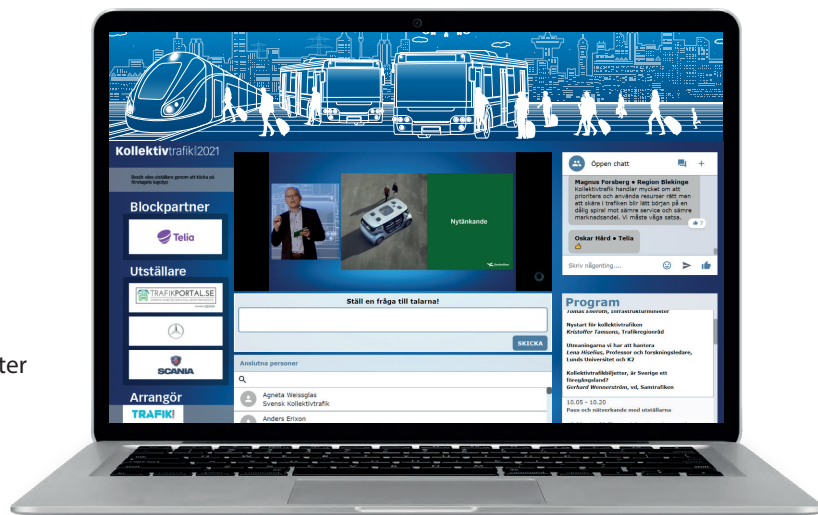 Kollektivtrafik!2021
Besök våra utställare genom att klicka på
företagets logotyp
Blockpartner
Telia
Utställare
TRAFIKPORTAL.SE
SCANIA
Arrangör
TRAFIK!
ter
Nytänkande
Ställ en fråga till talarna!
SKICKA
Anslutna personer
Agneta Weissglas
Svensk Kollektivtrafik
Anders Erixon
Öppen chatt
Magnus Forsberg • Region Blekinge
Kollektivtrafik handlar mycket om att
prioritera och använda resurser rätt men
att skära i trafiken blir lätt början på en
dålig spiral mot sämre service och sämre
marknadsandel. Vi måste våga satsa.
7
Oskar Hård • Telia
Skriv någonting....
Program
Tomas Eneroth, Infrastrukturminister
Nystart för kollektivtrafiken
Kristoffer Tamsons, Trafikregionråd
Utmaningarna vi har att hantera
Lena Hiselius, Professor och forskningsledare,
Lunds Universitet och K2
Kollektivtrafikbiljetter, är Sverige ett
föregångsland?
Gerhard Wennerström, vd, Samtrafiken
10.05 - 10.20
Paus och nätverkande med utställarna